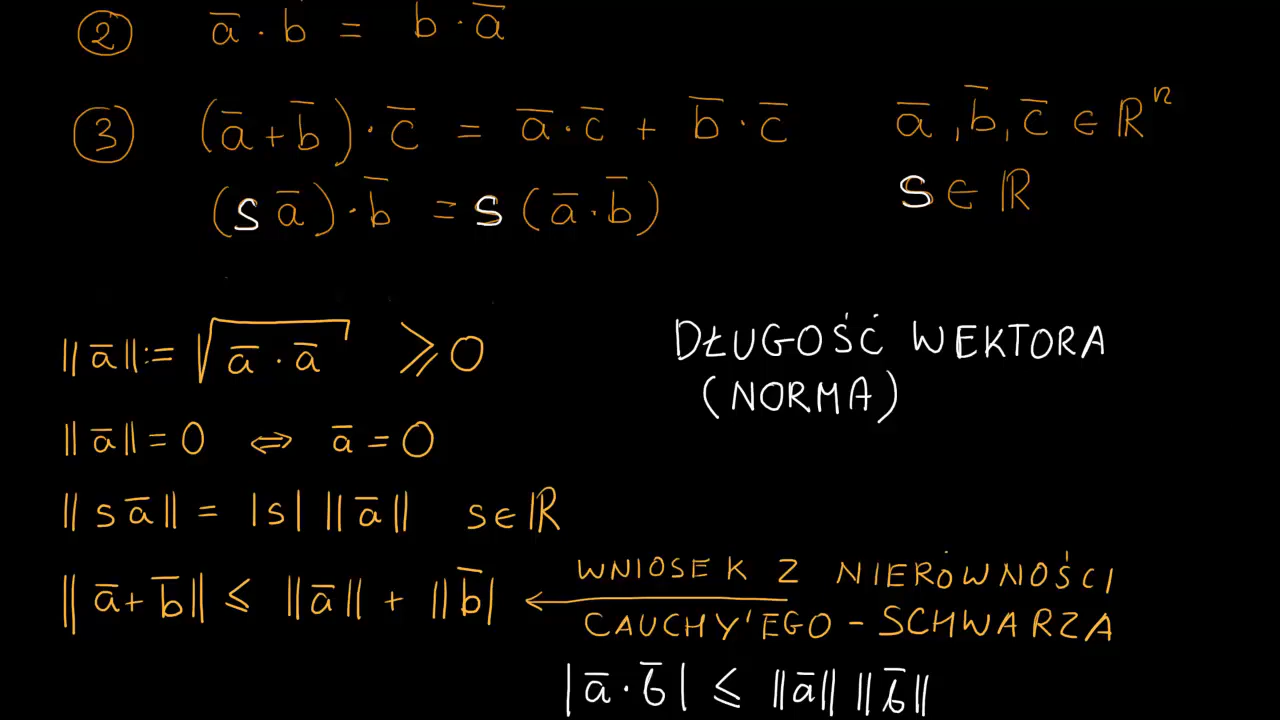 ② ā · b = b · ā
③ (ā + b̄) · c̄ = ā · c̄ + b̄ · c̄ ā, b̄, c̄ ∈ ℝⁿ
(s ā) · b̄ = s (ā · b̄) s ∈ ℝ
||ā|| := √(ā · ā) ⩾ 0 DŁUGOŚĆ WEKTORA
(NORMA)
||ā|| = 0 ⇔ ā = 0
||s ā|| = |s| ||ā|| s ∈ ℝ
||ā + b̄|| ≤ ||ā|| + ||b̄| ← WNIOSEK Z NIERÓWNOŚCI
CAUCHY'EGO - SCHWARZA
|ā · b̄| ≤ ||ā|| ||b̄||